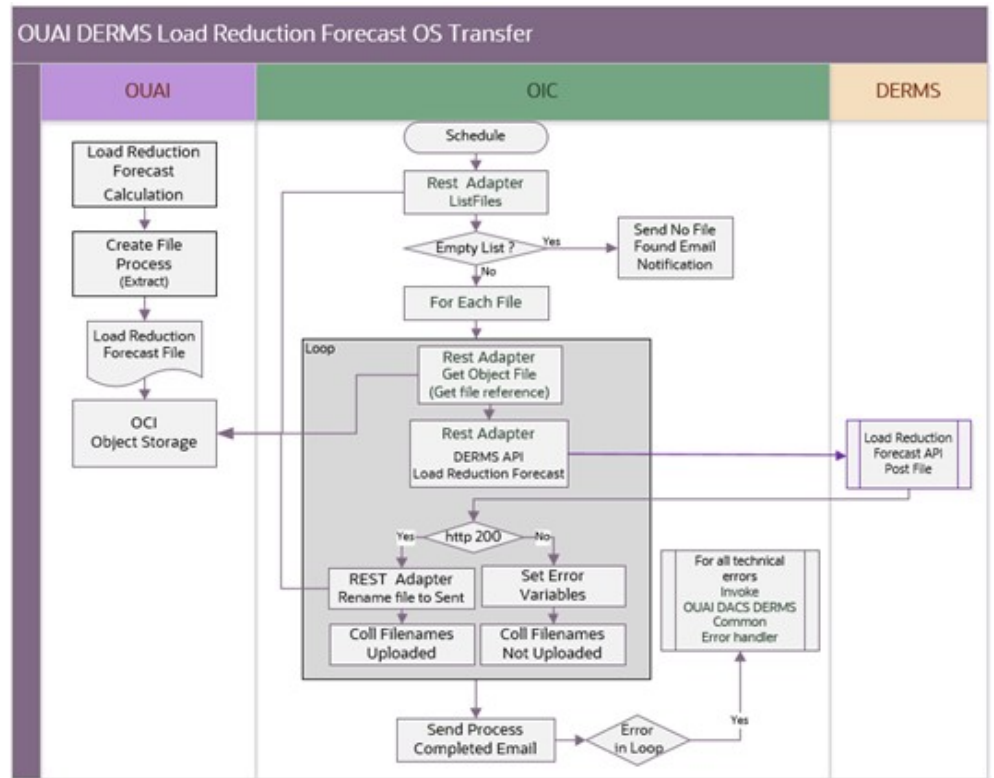 OUAI DERMS Load Reduction Forecast OS Transfer
OUAI
OIC
DERMS
Load Reduction
Forecast
Calculation
Create File
Process
(Extract)
Load Reduction
Forecast File
OCI
Object Storage
Schedule
Rest Adapter
ListFiles
Empty List ?
Yes
Send No File
Found Email
Notification
No
For Each File
Loop
Rest Adapter
Get Object File
(Get file reference)
Rest Adapter
DERMS API
Load Reduction Forecast
Load Reduction
Forecast API
Post File
http 200
Yes
No
REST Adapter
Rename file to Sent
Set Error
Variables
Coll Filenames
Uploaded
Coll Filenames
Not Uploaded
For all technical
errors
Invoke
OUAI DACS DERMS
Common
Error handler
Send Process
Completed Email
Error
in Loop
Yes